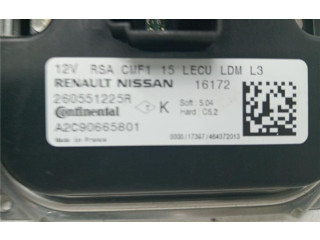 12V RSA CMF1 15 LECU LDM L3
RENAULT NISSAN 16172
260551225R
Continental K Soft : 5.04
Hard : C5.2
A2C90665801
Made in France